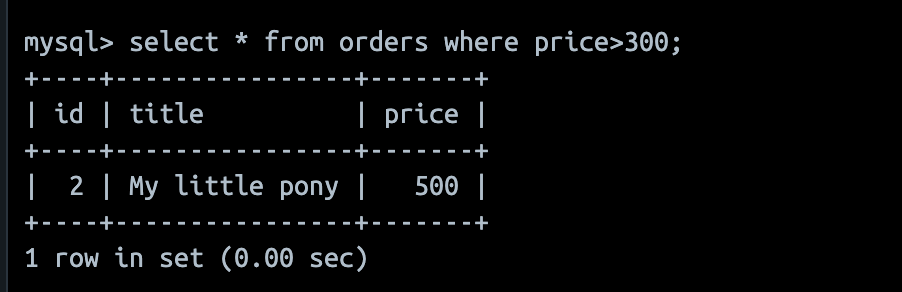 mysql> select * from orders where price>300;
+----+----------------+-------+
| id | title          | price |
+----+----------------+-------+
|  2 | My little pony |   500 |
+----+----------------+-------+
1 row in set (0.00 sec)